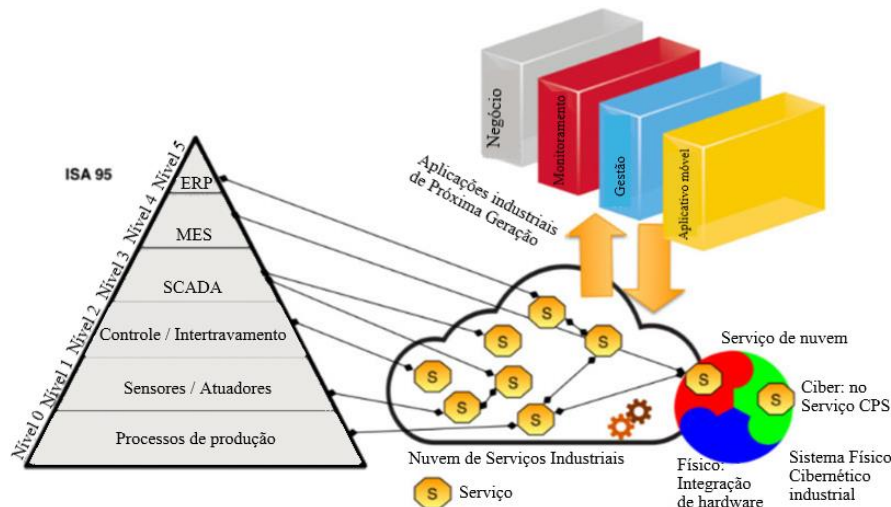 ISA 95
Nível 5
Nível 4
Nível 3
Nível 2
Nível 1
Nível 0
ERP
MES
SCADA
Controle / Intertravamento
Sensores / Atuadores
Processos de produção
Negócio
Monitoramento
Gestão
Aplicativo móvel
Aplicações industriais
de Próxima Geração
S
S
S
S
S
S
S
S
S
Serviço de nuvem
Ciber: no
Serviço CPS
Nuvem de Serviços Industriais
S
Serviço
Físico:
Integração
de hardware
Sistema Físico
Cibernético
industrial